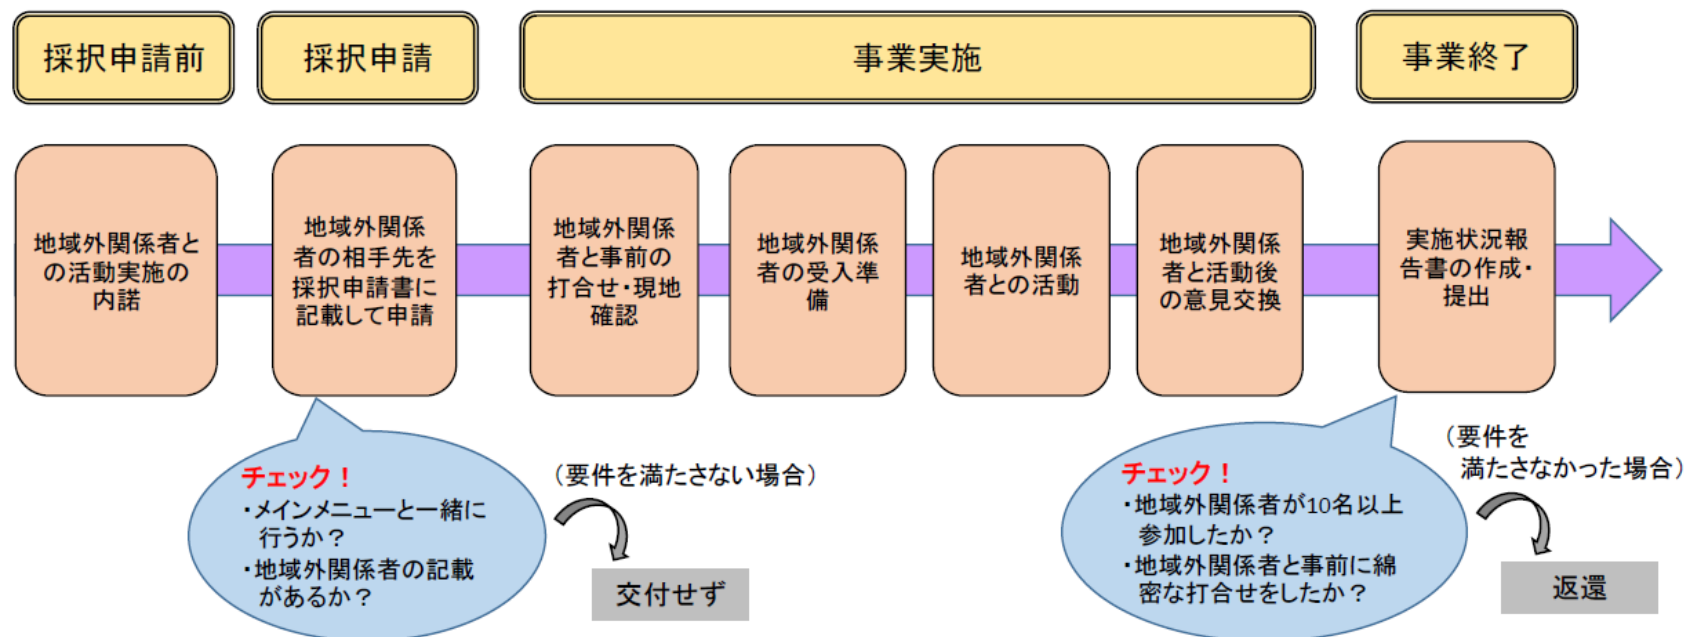 採択申請前
採択申請
事業実施
事業終了
地域外関係者と
の活動実施の
内諾
地域外関係
者の相手先を
採択申請書に
記載して申請
地域外関係
者と事前の
打合せ・現地
確認
地域外関係
者の受入準
備
地域外関係
者との活動
地域外関係
者と活動後
の意見交換
実施状況報
告書の作成・
提出
チェック！
・メインメニューと一緒に
行うか？
・地域外関係者の記載
があるか？
（要件を満たさない場合）
交付せず
チェック！
・地域外関係者が10名以上
参加したか？
・地域外関係者と事前に綿
密な打合せをしたか？
（要件を
満たさなかった場合）
返還